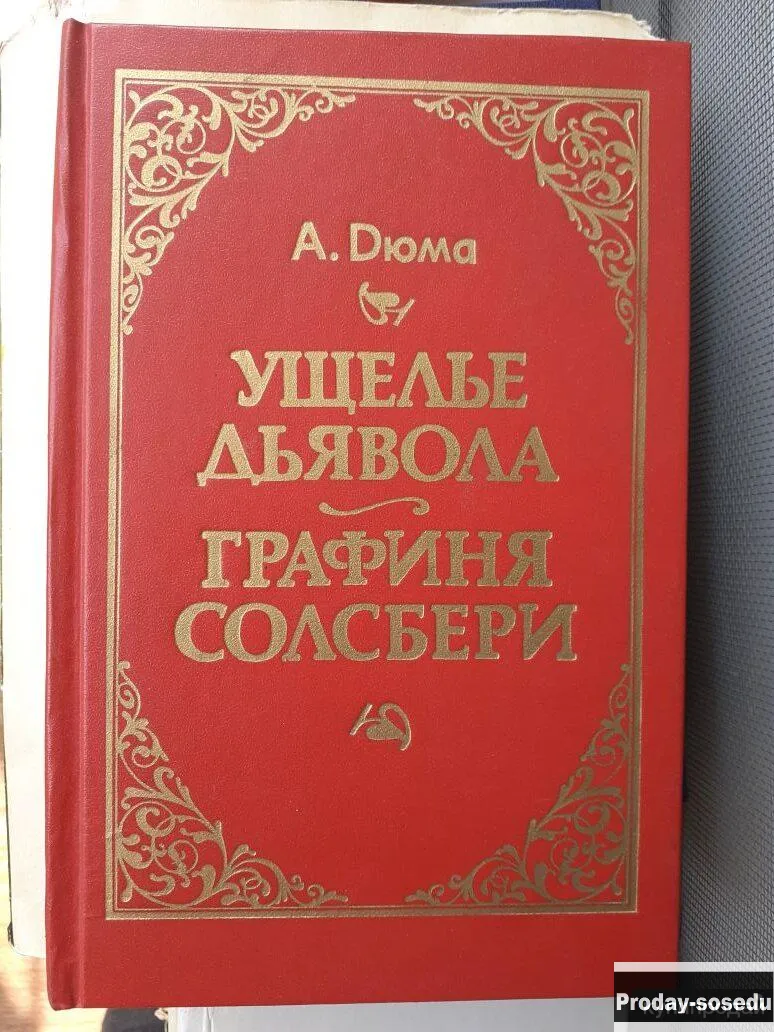 А. Дюма
УЩЕЛЬЕ
ДЬЯВОЛА
ГРАФИНЯ
СОЛСБЕРИ
Proday-sosedu